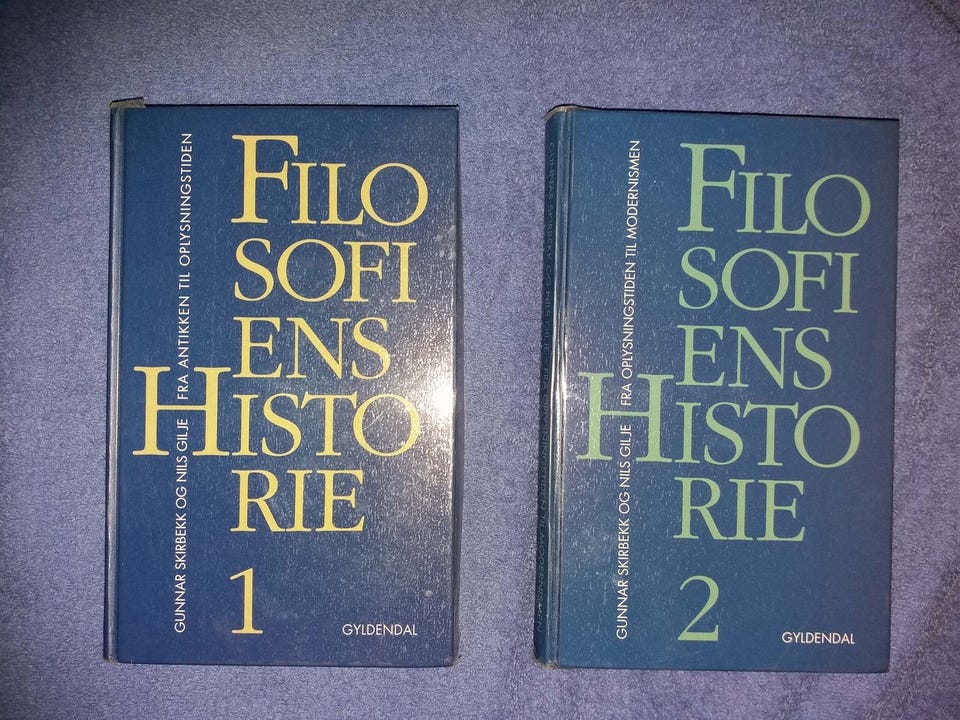 GUNNAR SKIRBEKK OG NILS GILJE FRA ANTIKKEN TIL OPLYSNINGSTIDEN
FILO
SOFI
ENS
HISTO
RIE
1
GYLDENDAL
GUNNAR SKIRBEKK OG NILS GILJE FRA OPLYSNINGSTIDEN TIL MODERNISMEN
FILO
SOFI
ENS
HISTO
RIE
2
GYLDENDAL